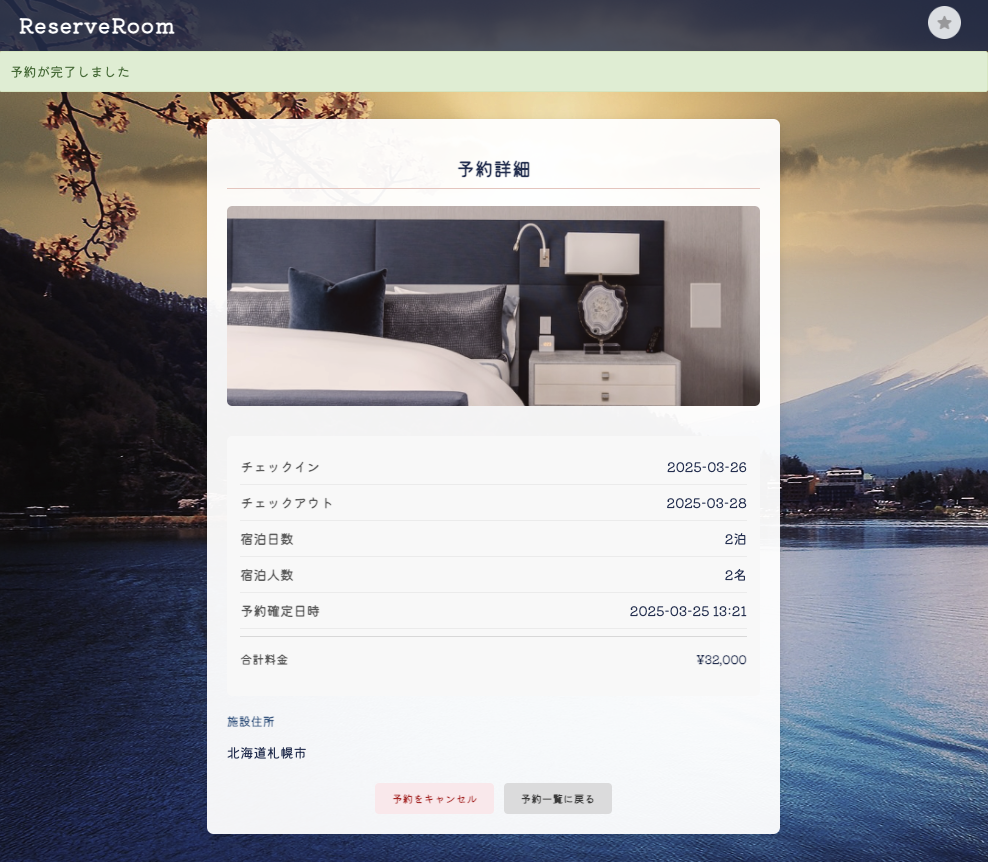 ReserveRoom
予約が完了しました
予約詳細
チェックイン 2025-03-26
チェックアウト 2025-03-28
宿泊日数 2泊
宿泊人数 2名
予約確定日時 2025-03-25 13:21
合計料金 ¥32,000
施設住所
北海道札幌市
予約をキャンセル 予約一覧に戻る